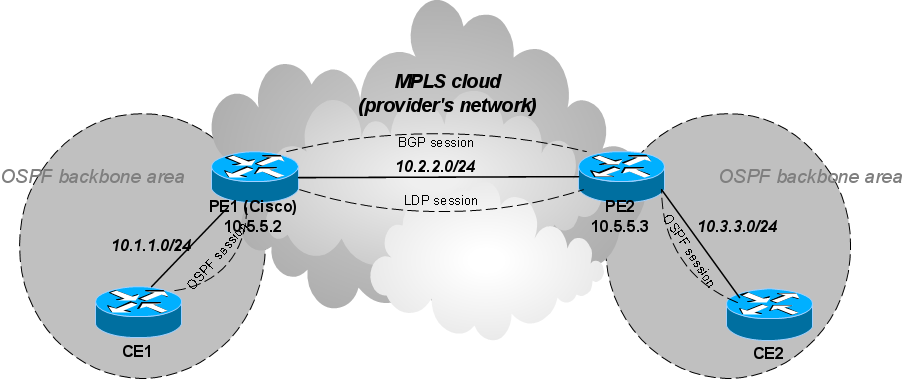 MPLS cloud
(provider's network)
BGP session
10.2.2.0/24
LDP session
OSPF backbone area
PE1 (Cisco)
10.5.5.2
10.1.1.0/24
OSPF session
CE1
OSPF backbone area
PE2
10.5.5.3
10.3.3.0/24
OSPF session
CE2